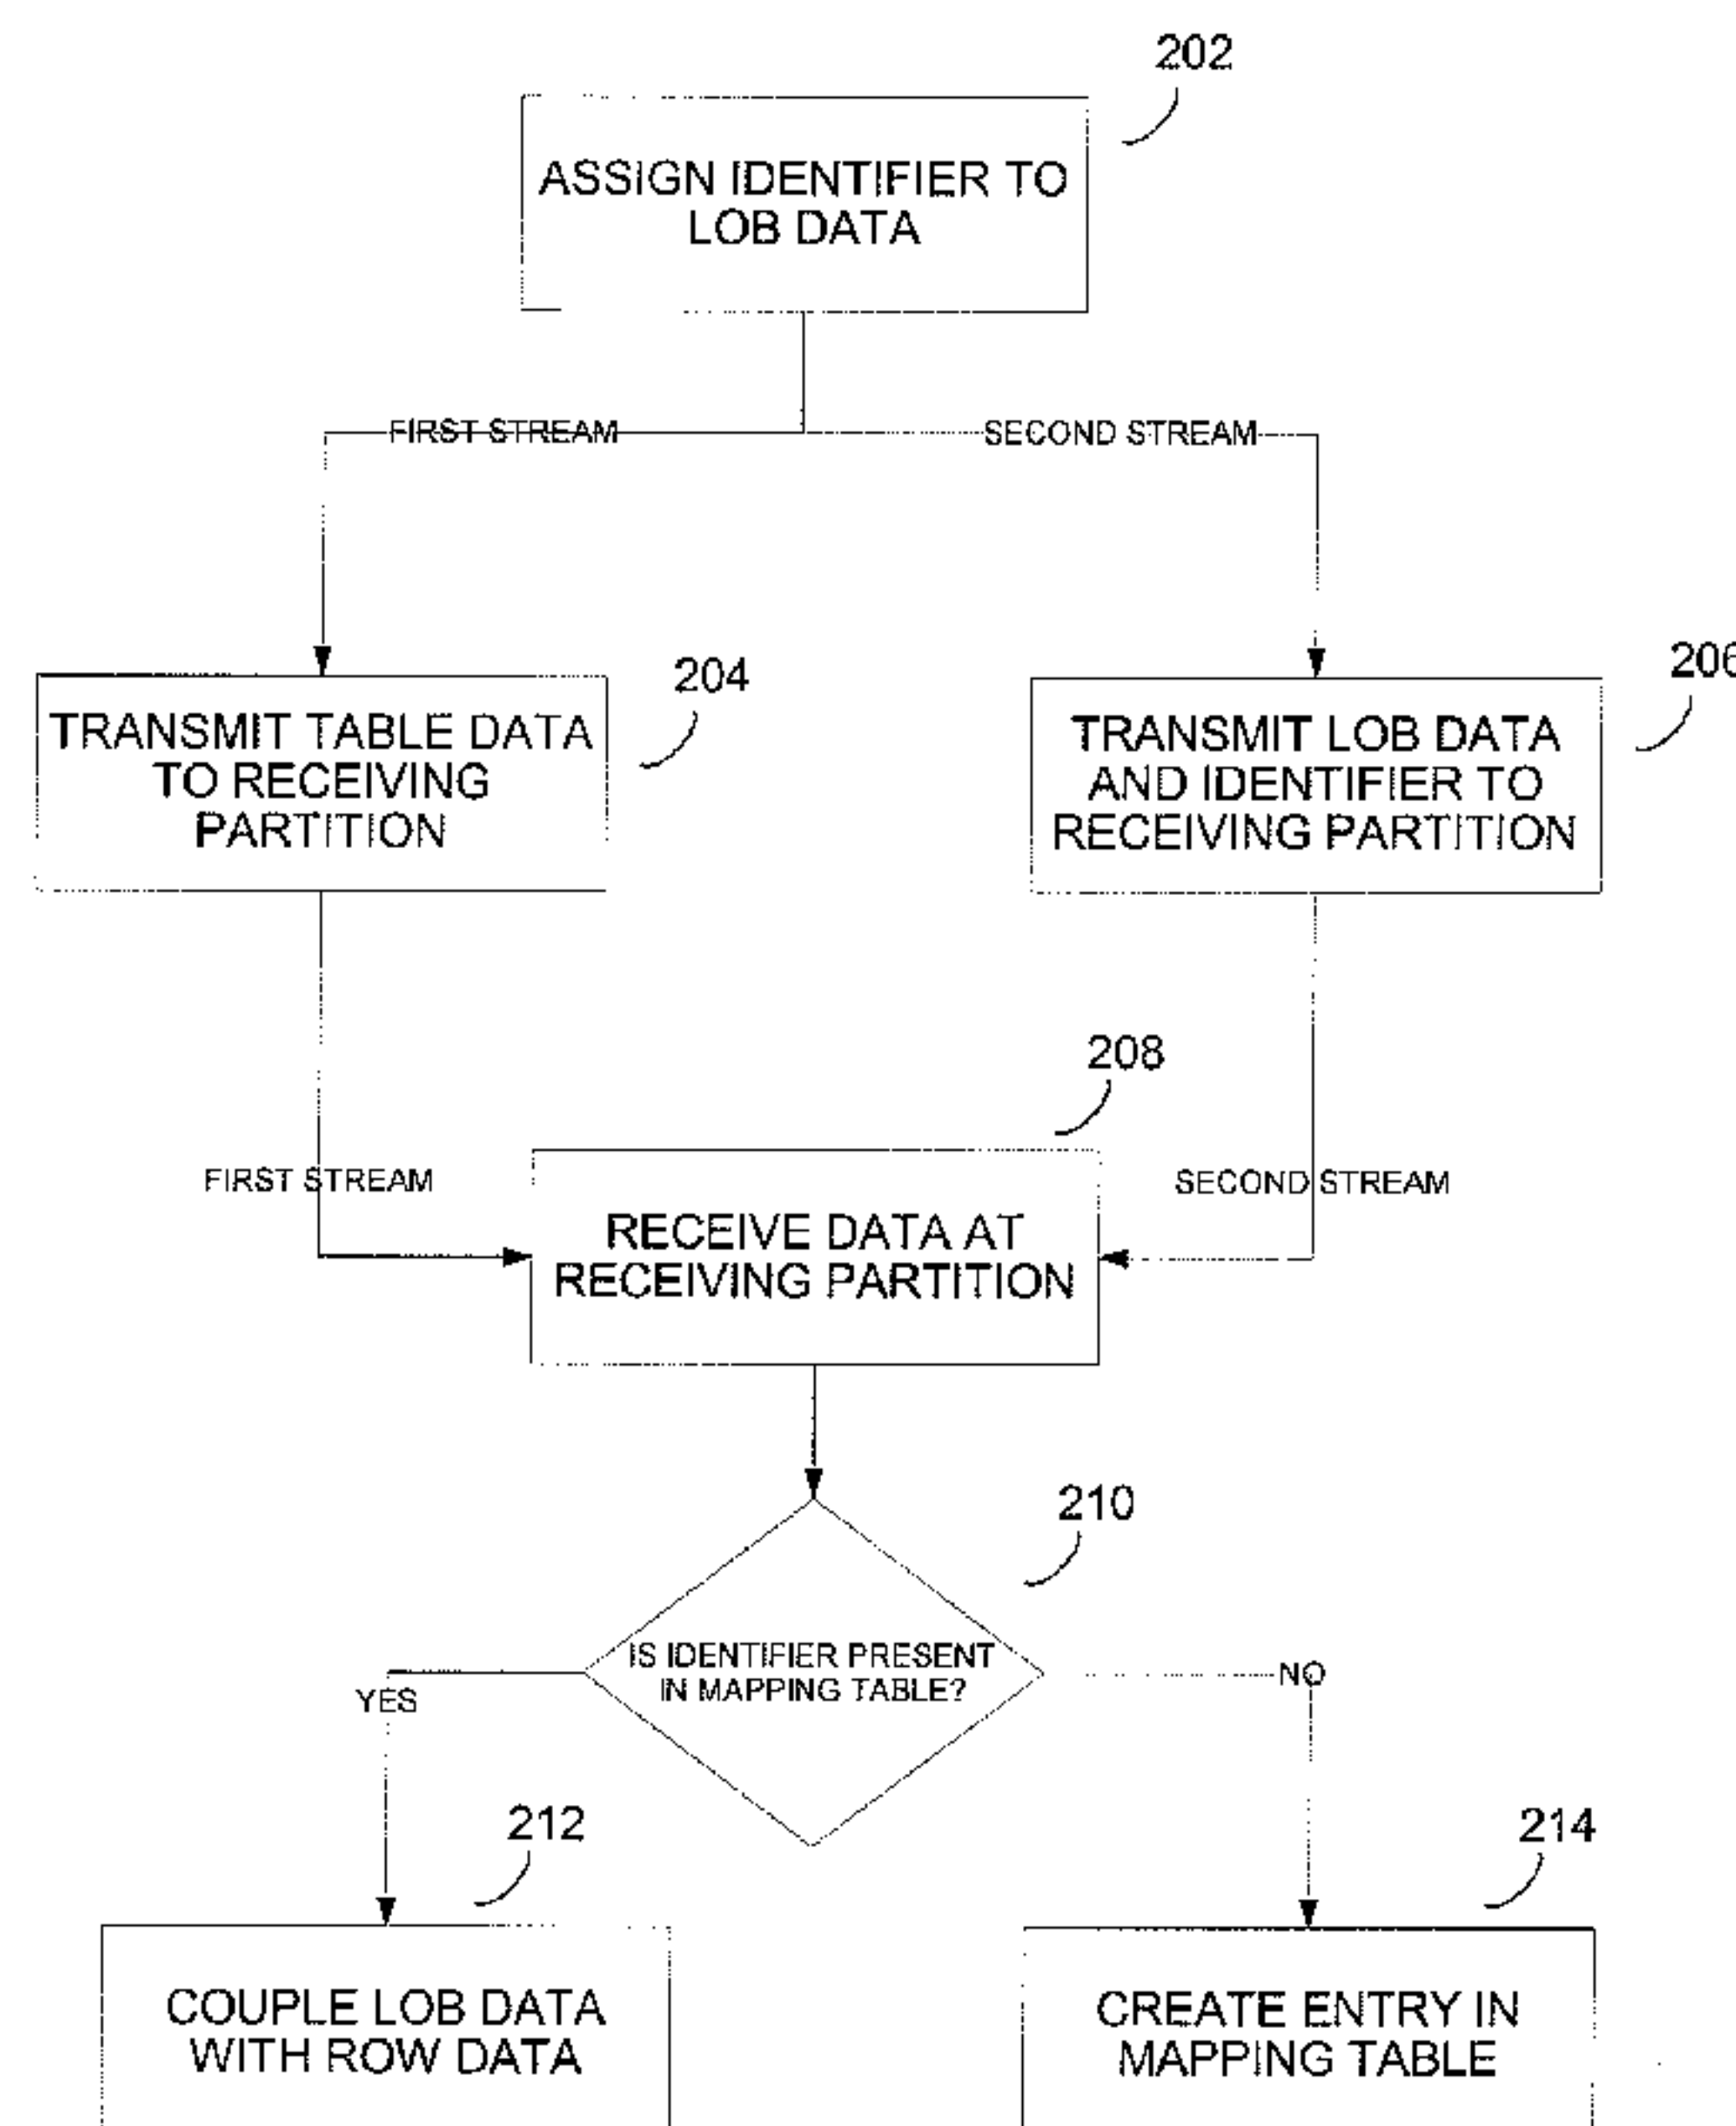 202
ASSIGN IDENTIFIER TO
LOB DATA
FIRST STREAM
SECOND STREAM
204
206
TRANSMIT TABLE DATA
TO RECEIVING
PARTITION
TRANSMIT LOB DATA
AND IDENTIFIER TO
RECEIVING PARTITION
208
FIRST STREAM
SECOND STREAM
RECEIVE DATA AT
RECEIVING PARTITION
210
IS IDENTIFIER PRESENT
IN MAPPING TABLE?
YES
NO
212
214
COUPLE LOB DATA
WITH ROW DATA
CREATE ENTRY IN
MAPPING TABLE